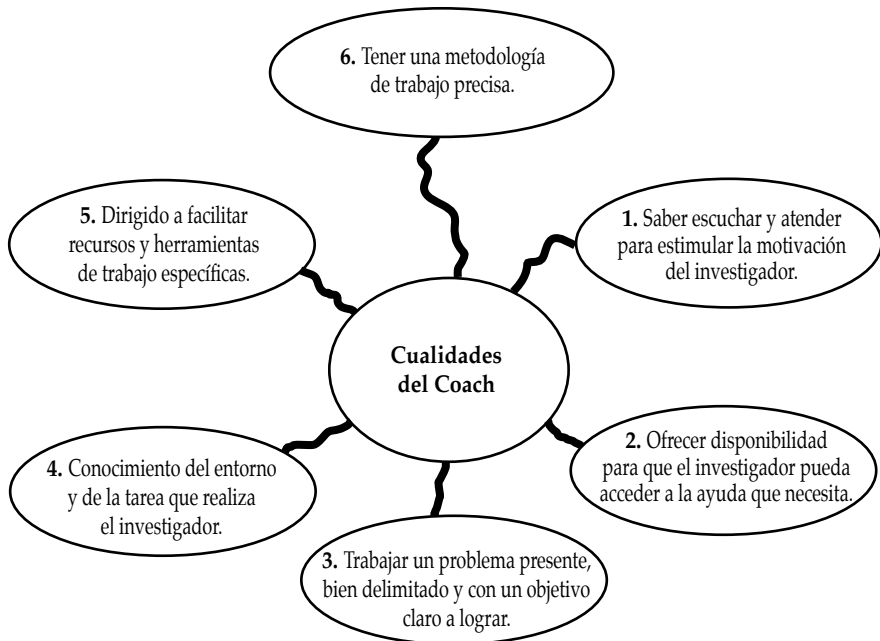 6. Tener una metodología
de trabajo precisa.
5. Dirigido a facilitar
recursos y herramientas
de trabajo específicas.
1. Saber escuchar y atender
para estimular la motivación
del investigador.
Cualidades
del Coach
4. Conocimiento del entorno
y de la tarea que realiza
el investigador.
2. Ofrecer disponibilidad
para que el investigador pueda
acceder a la ayuda que necesita.
3. Trabajar un problema presente,
bien delimitado y con un objetivo
claro a lograr.